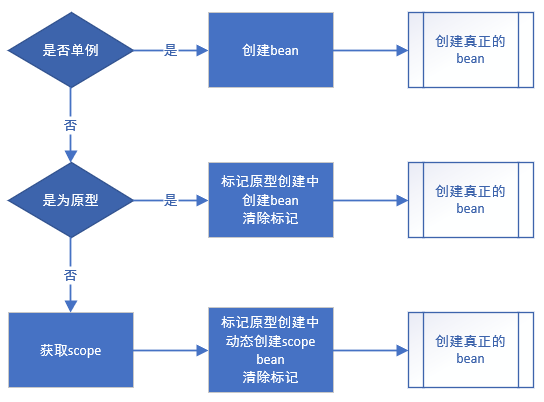 是否单例
是
创建bean
创建真正的
bean
否
是为原型
是
标记原型创建中
创建bean
清除标记
创建真正的
bean
否
获取scope
标记原型创建中
动态创建scope
bean
清除标记
创建真正的
bean